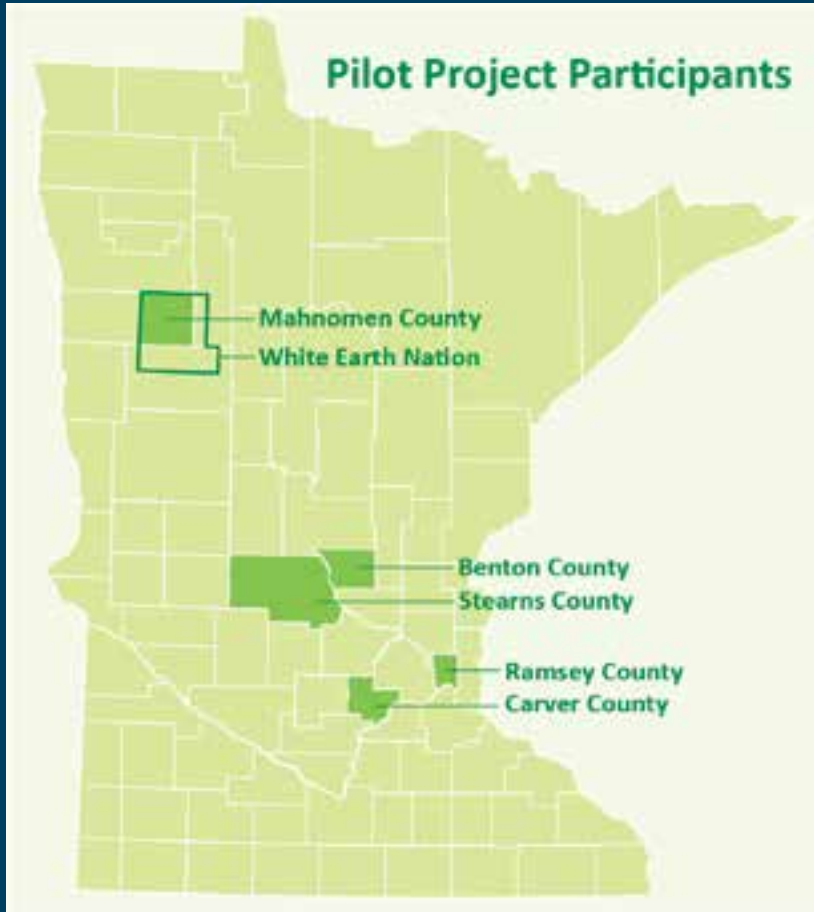 Pilot Project Participants
Mahnomen County
White Earth Nation
Benton County
Stearns County
Ramsey County
Carver County